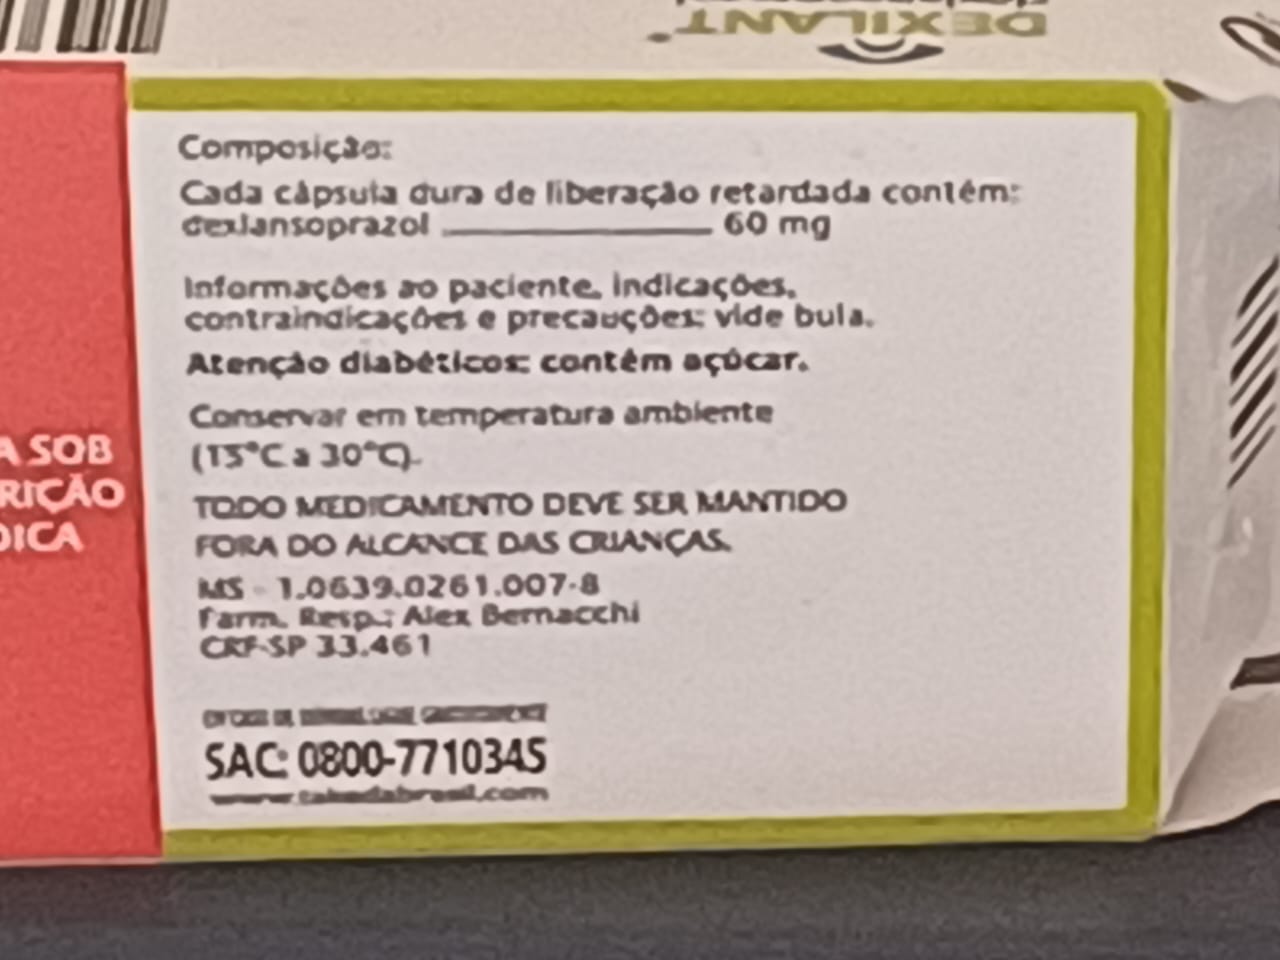 DEXILANT®
Composição:
Cada cápsula dura de liberação retardada contém:
dexlansoprazol ________ 60 mg
Informações ao paciente, indicações,
contraindicações e precauções: vide bula.
Atenção diabéticos: contém açúcar.
Conservar em temperatura ambiente
(15°C a 30°C).
TODO MEDICAMENTO DEVE SER MANTIDO
FORA DO ALCANCE DAS CRIANÇAS.
MS - 1.0639.0261.007-8
Farm. Resp.: Alex Bernacchi
CRF-SP 33.461
SAC: 0800-7710345
www.takedabrasil.com
A SOB
RIÇÃO
DICA